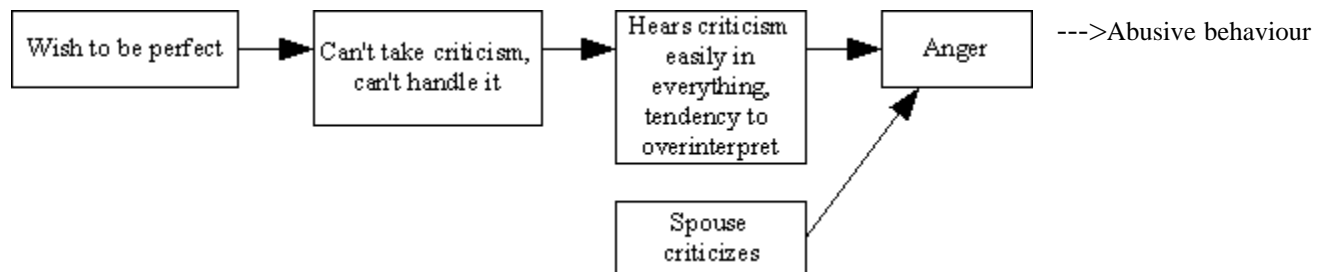 Wish to be perfect
Can't take criticism,
can't handle it
Hears criticism
easily in
everything,
tendency to
overinterpret
Anger
--->Abusive behaviour
Spouse
criticizes